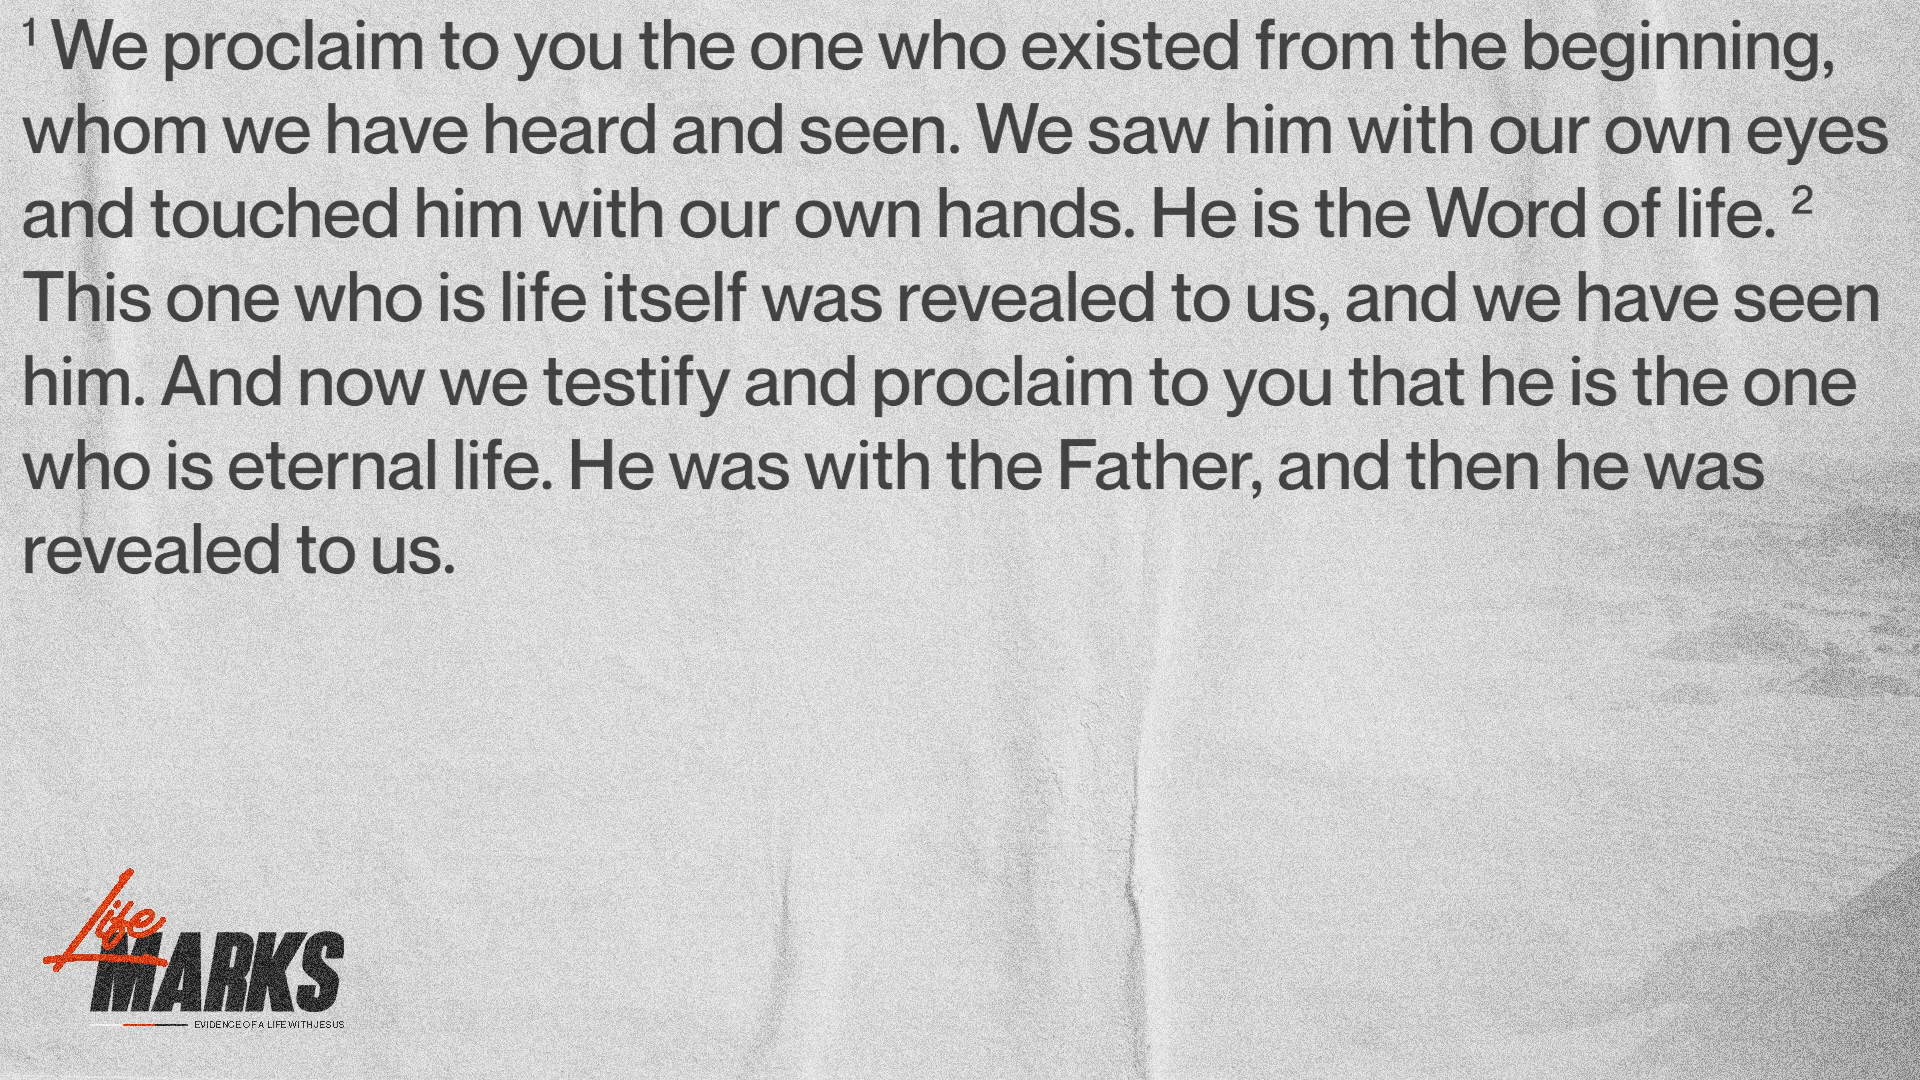 ¹ We proclaim to you the one who existed from the beginning,
whom we have heard and seen. We saw him with our own eyes
and touched him with our own hands. He is the Word of life. ²
This one who is life itself was revealed to us, and we have seen
him. And now we testify and proclaim to you that he is the one
who is eternal life. He was with the Father, and then he was
revealed to us.
Life
MARKS
EVIDENCE OF A LIFE WITH JESUS